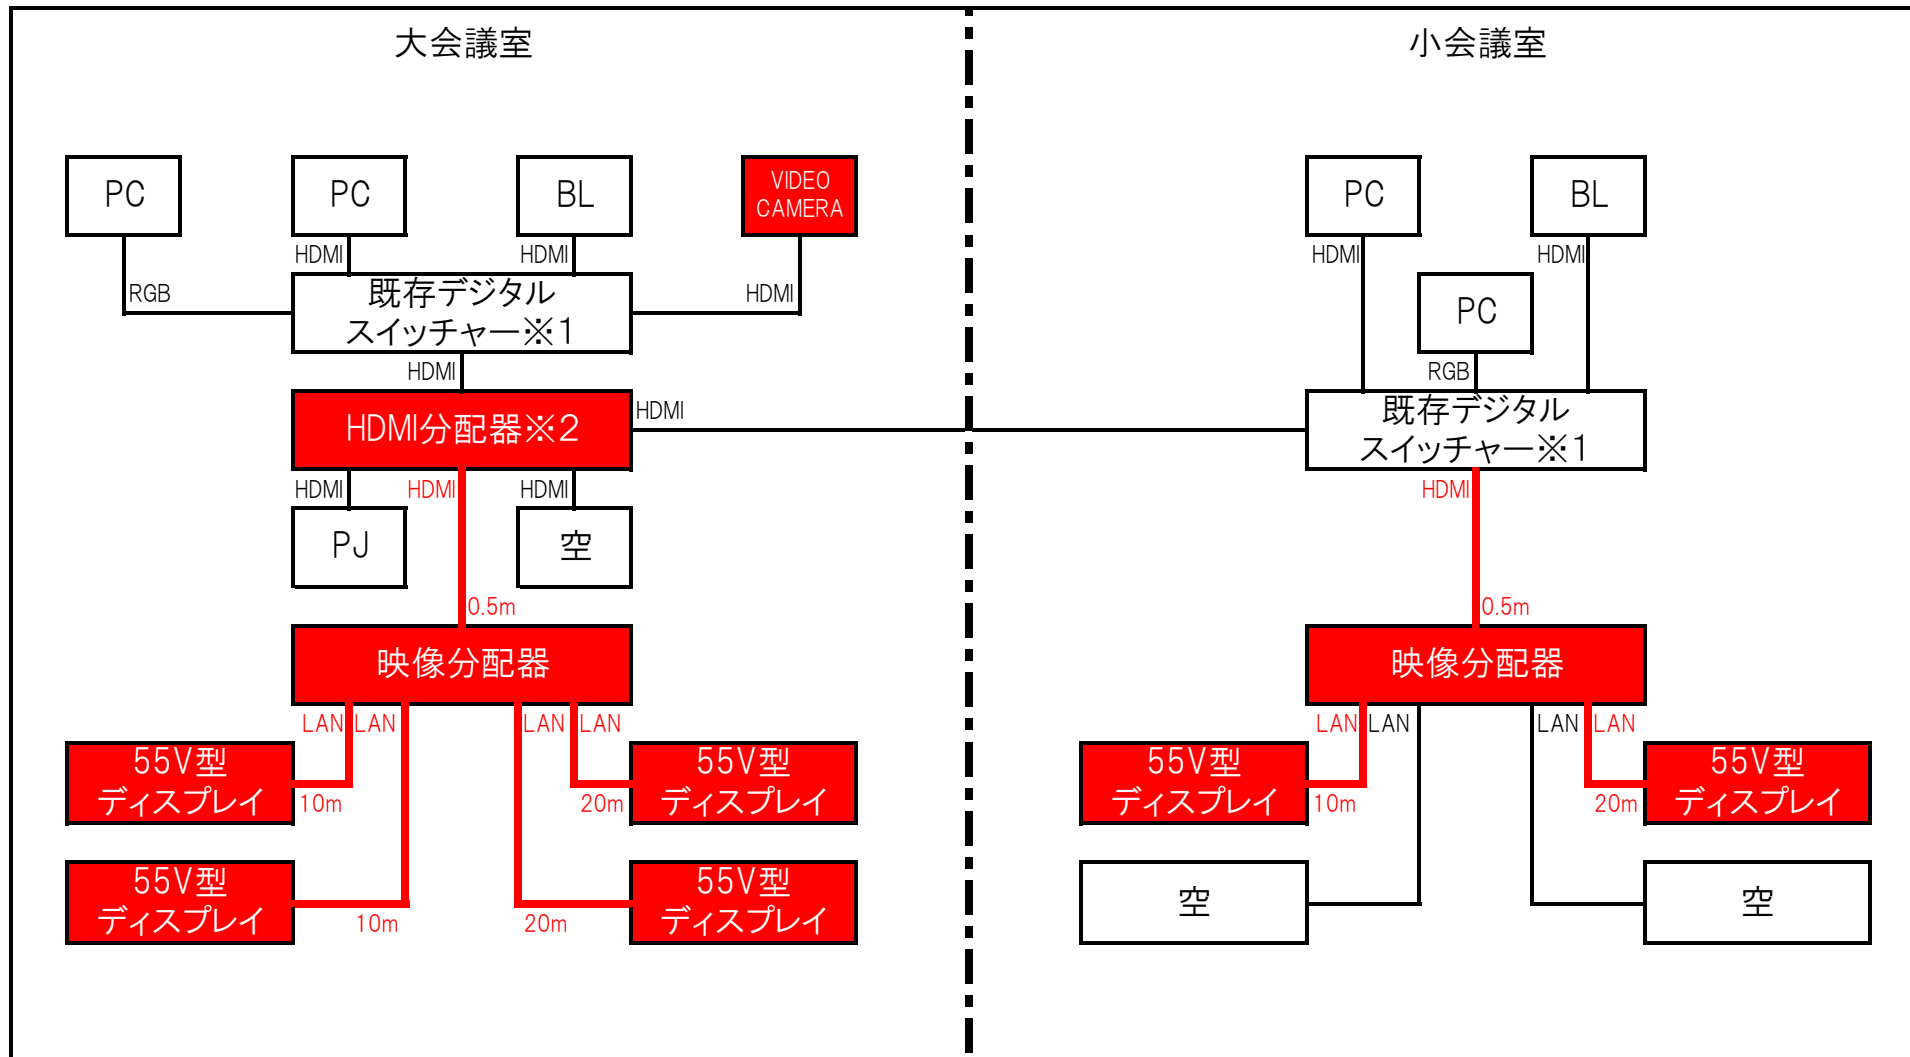 大会議室
小会議室
PC
PC
BL
VIDEO
CAMERA
PC
BL
HDMI
HDMI
HDMI
HDMI
RGB
既存デジタル
スイッチャー※1
HDMI
PC
HDMI
RGB
HDMI分配器※2
HDMI
既存デジタル
スイッチャー※1
HDMI
HDMI
HDMI
HDMI
PJ
空
0.5m
0.5m
映像分配器
映像分配器
LAN
LAN
LAN
LAN
LAN
LAN
LAN
LAN
55V型
ディスプレイ
10m
20m
55V型
ディスプレイ
55V型
ディスプレイ
10m
20m
55V型
ディスプレイ
55V型
ディスプレイ
10m
20m
55V型
ディスプレイ
空
空